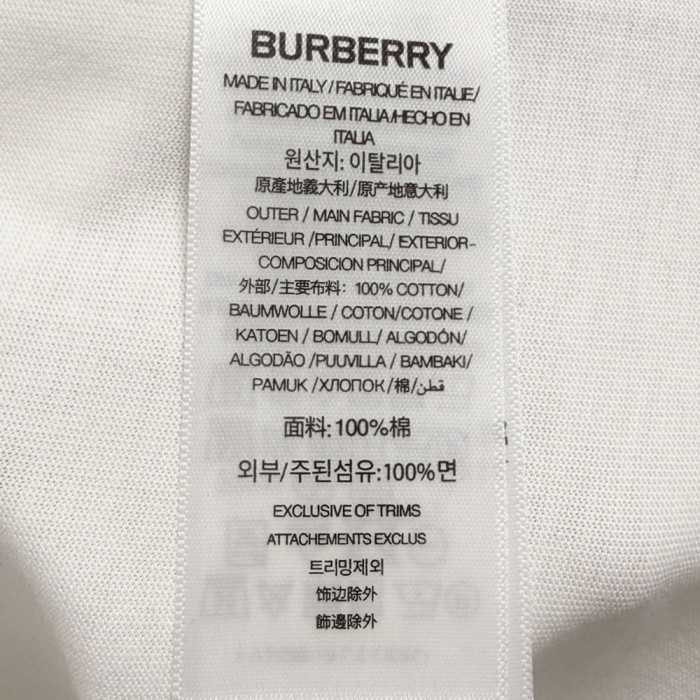 BURBERRY
MADE IN ITALY / FABRIQUÉ EN ITALIE/
FABRICADO EM ITALIA/HECHO EN
ITALIA
원산지: 이탈리아
原產地義大利/原产地意大利
OUTER / MAIN FABRIC / TISSU
EXTÉRIEUR /PRINCIPAL/ EXTERIOR-
COMPOSICION PRINCIPAL/
外部/主要布料: 100% COTTON/
BAUMWOLLE / COTON/COTONE /
KATOEN / BOMULL/ ALGODÓN/
ALGODÃO /PUUVILLA / BAMBAKI/
PAMUK /ХЛОПОК/棉/قطن
面料:100%棉
외부/주된섬유:100%면
EXCLUSIVE OF TRIMS
ATTACHEMENTS EXCLUS
트리밍제외
饰边除外
飾邊除外